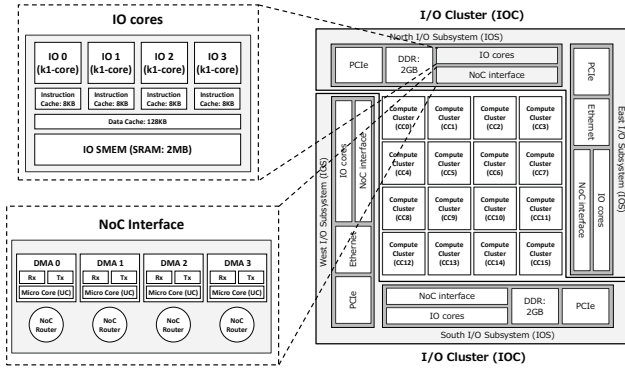 IO cores
IO 0
(k1-core)
IO 1
(k1-core)
IO 2
(k1-core)
IO 3
(k1-core)
Instruction
Cache: 8KB
Instruction
Cache: 8KB
Instruction
Cache: 8KB
Instruction
Cache: 8KB
Data Cache: 128KB
IO SMEM (SRAM: 2MB)
NoC Interface
DMA 0
Rx
Tx
Micro Core (UC)
DMA 1
Rx
Tx
Micro Core (UC)
DMA 2
Rx
Tx
Micro Core (UC)
DMA 3
Rx
Tx
Micro Core (UC)
NoC
Router
NoC
Router
NoC
Router
NoC
Router
I/O Cluster (IOC)
North I/O Subsystem (IOS)
PCIe
DDR:
2GB
IO cores
NoC interface
West I/O Subsystem (IOS)
IO cores
NoC interface
Ethernet
PCIe
Compute
Cluster
(CC0)
Compute
Cluster
(CC1)
Compute
Cluster
(CC2)
Compute
Cluster
(CC3)
Compute
Cluster
(CC4)
Compute
Cluster
(CC5)
Compute
Cluster
(CC6)
Compute
Cluster
(CC7)
Compute
Cluster
(CC8)
Compute
Cluster
(CC9)
Compute
Cluster
(CC10)
Compute
Cluster
(CC11)
Compute
Cluster
(CC12)
Compute
Cluster
(CC13)
Compute
Cluster
(CC14)
Compute
Cluster
(CC15)
PCIe
Ethernet
NoC interface
IO cores
East I/O Subsystem (IOS)
NoC interface
IO cores
DDR:
2GB
PCIe
South I/O Subsystem (IOS)
I/O Cluster (IOC)